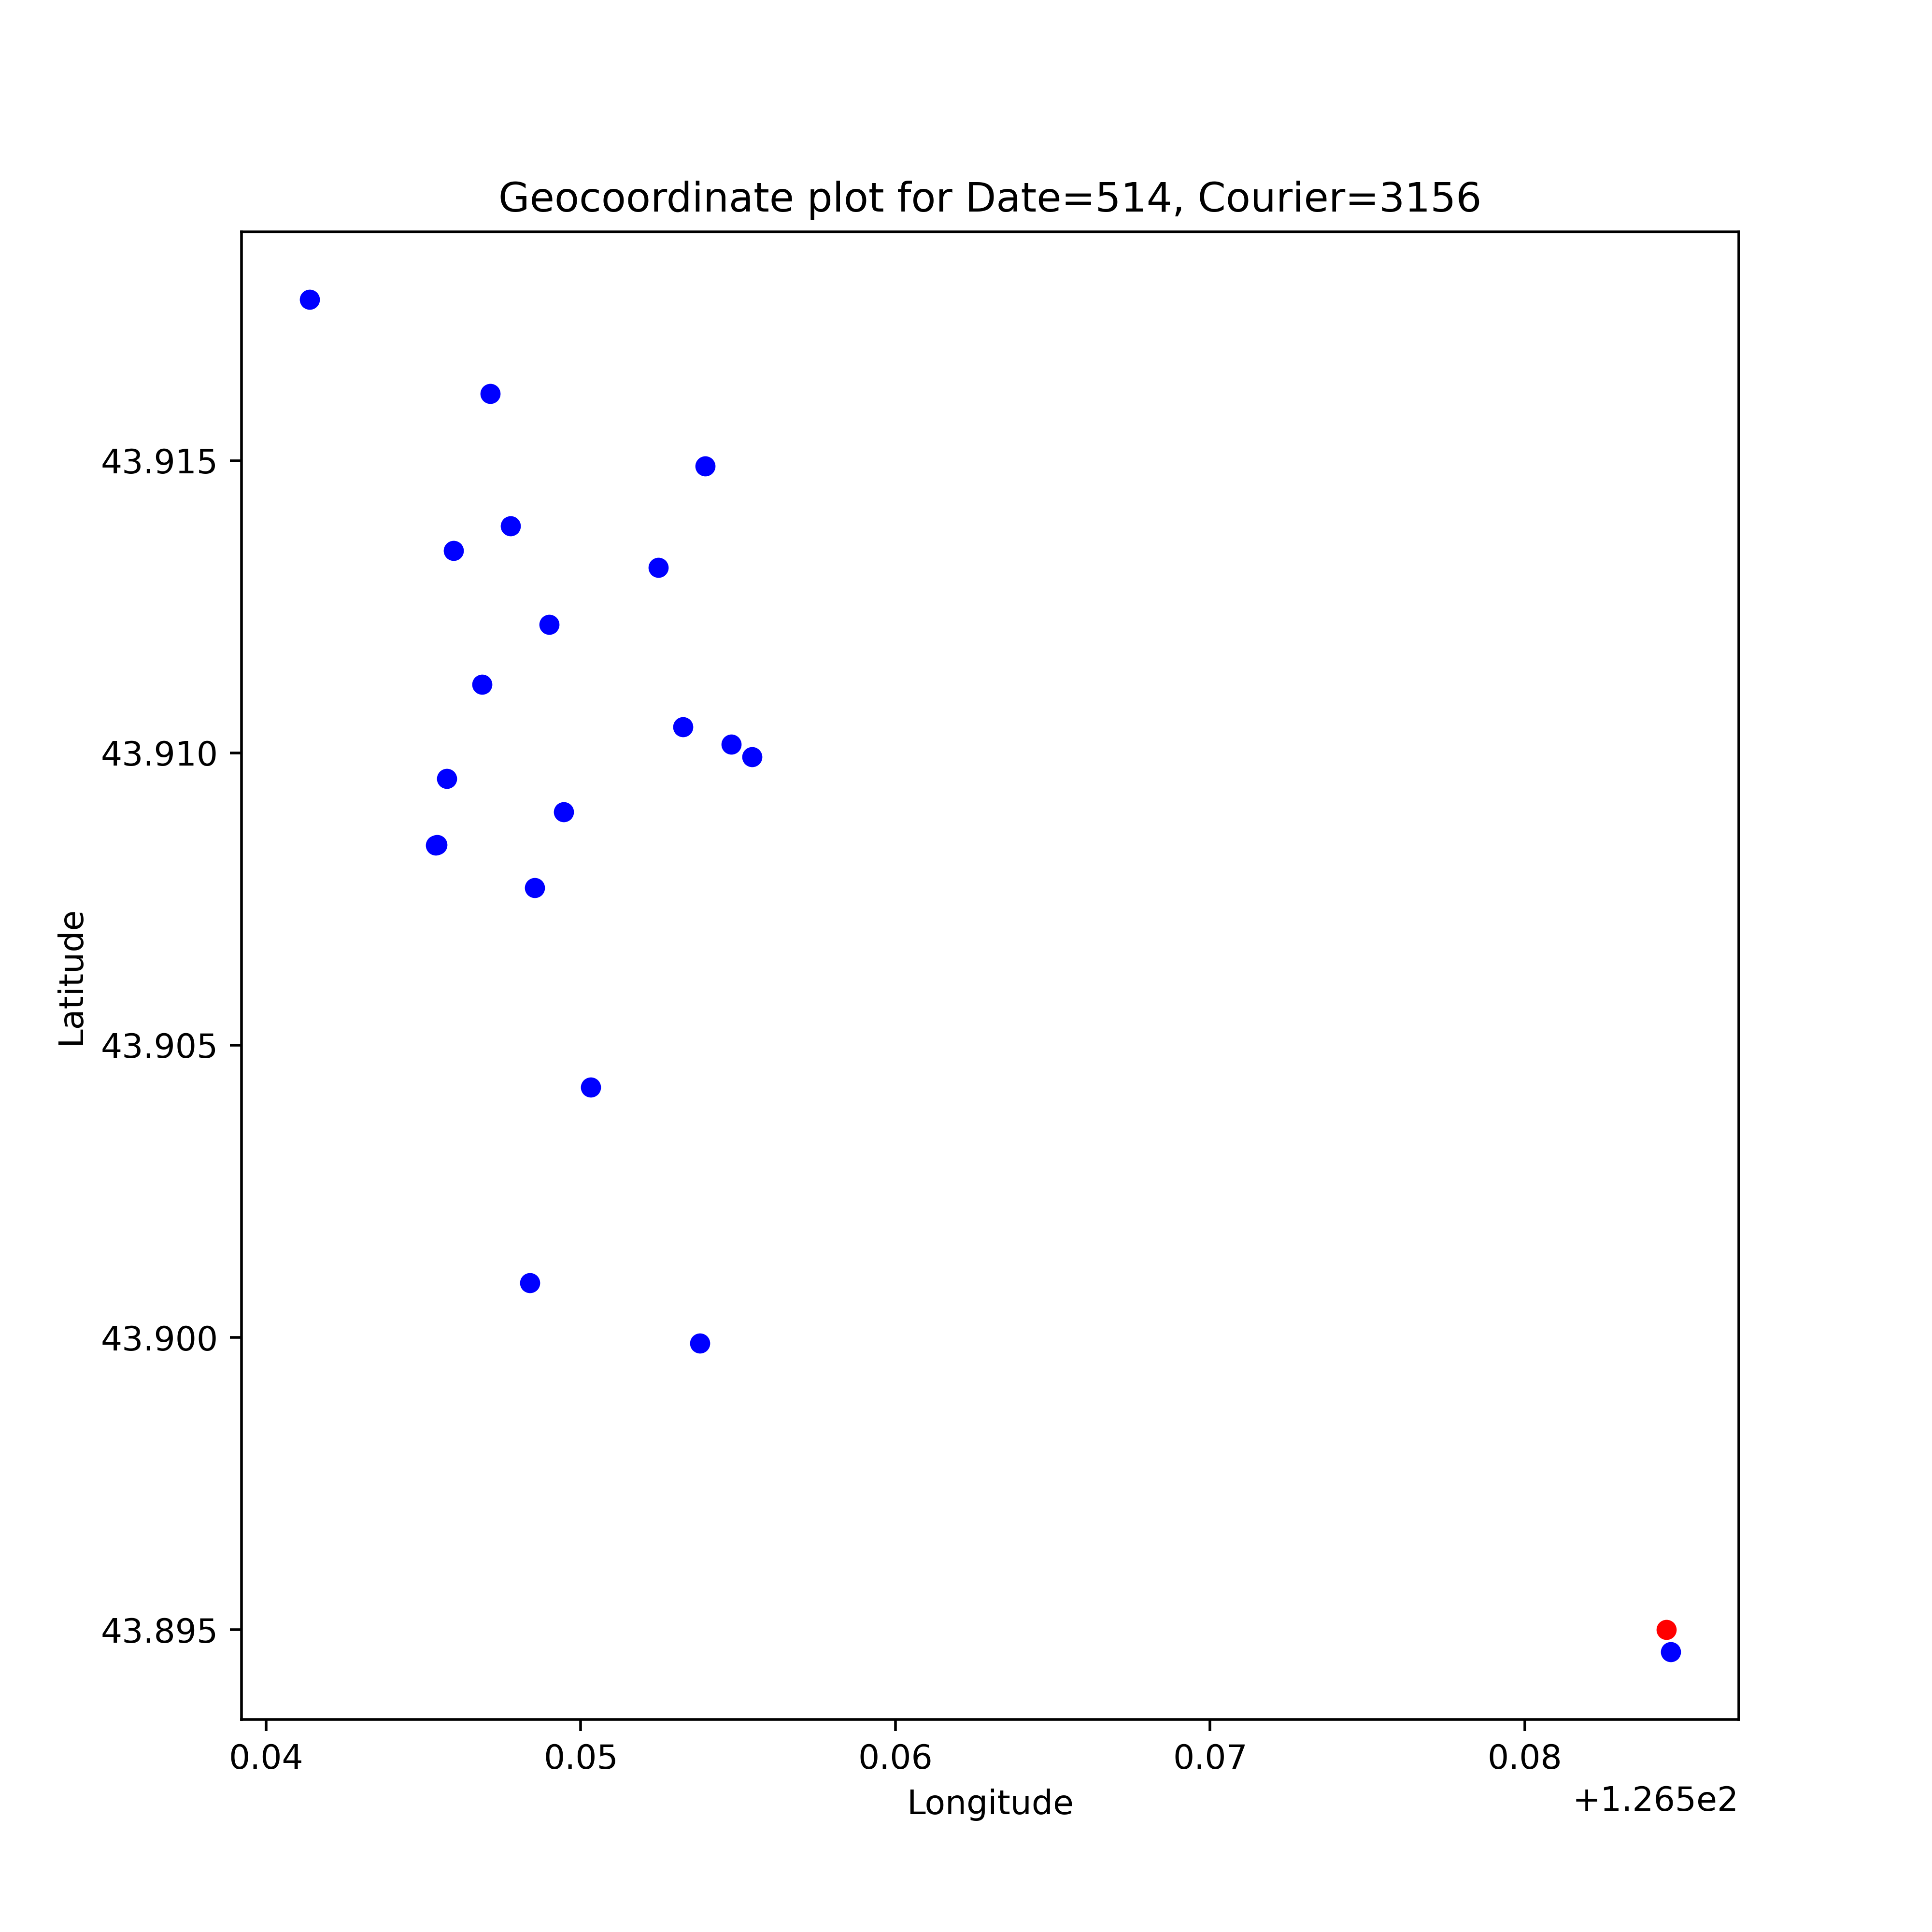 Geocoordinate plot for Date=514, Courier=3156
43.915
43.910
43.905
43.900
43.895
Latitude
0.04 0.05 0.06 0.07 0.08
+1.265e2
Longitude